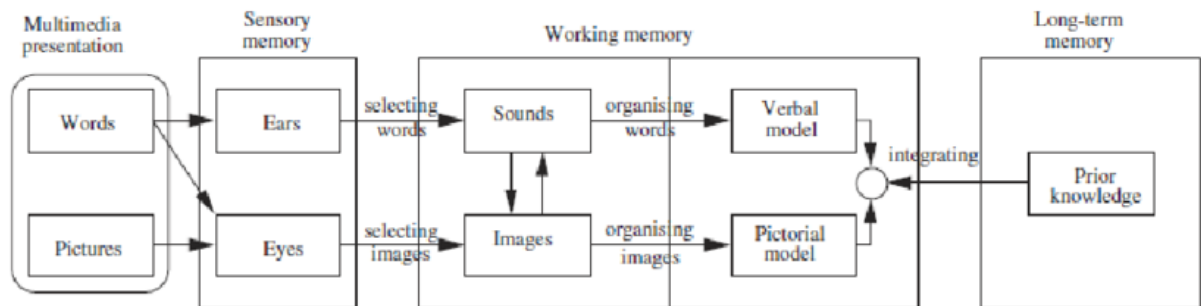 Multimedia
presentation
Sensory
memory
Working memory
Long-term
memory
Words
Ears
selecting
words
Sounds
organising
words
Verbal
model
integrating
Prior
knowledge
Pictures
Eyes
selecting
images
Images
organising
images
Pictorial
model